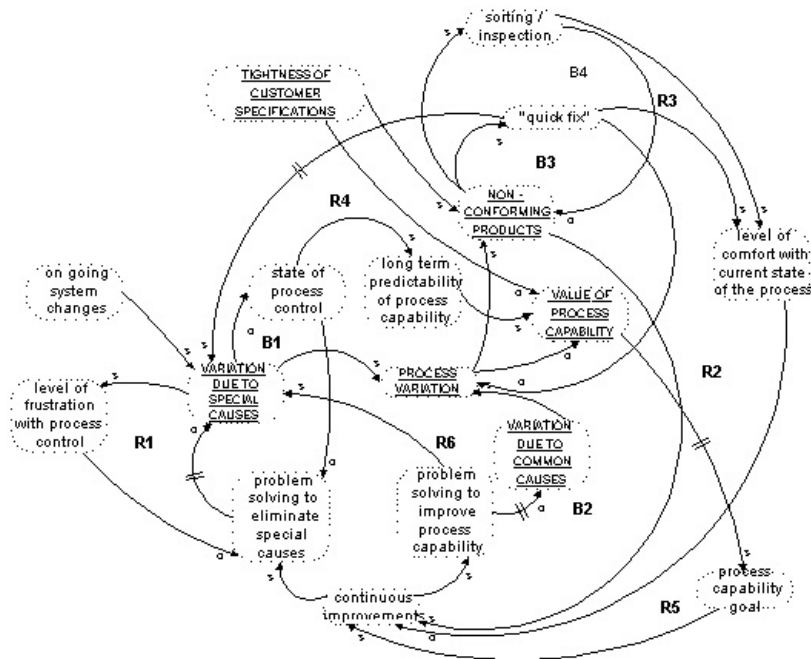 sorting /
inspection
B4
TIGHTNESS OF
CUSTOMER
SPECIFICATIONS
R3
"quick fix"
B3
NON -
CONFORMING
PRODUCTS
R4
level of
comfort with
current state
of the process
on going
system
changes
state of
process
control
long term
predictability
of process
capability
VALUE OF
PROCESS
CAPABILITY
B1
VARIATION
DUE TO
SPECIAL
CAUSES
PROCESS
VARIATION
R2
level of
frustration
with process
control
R1
R6
VARIATION
DUE TO
COMMON
CAUSES
problem
solving to
eliminate
special
causes
problem
solving to
improve
process
capability
B2
process
capability
goal
continuous
improvements
R5